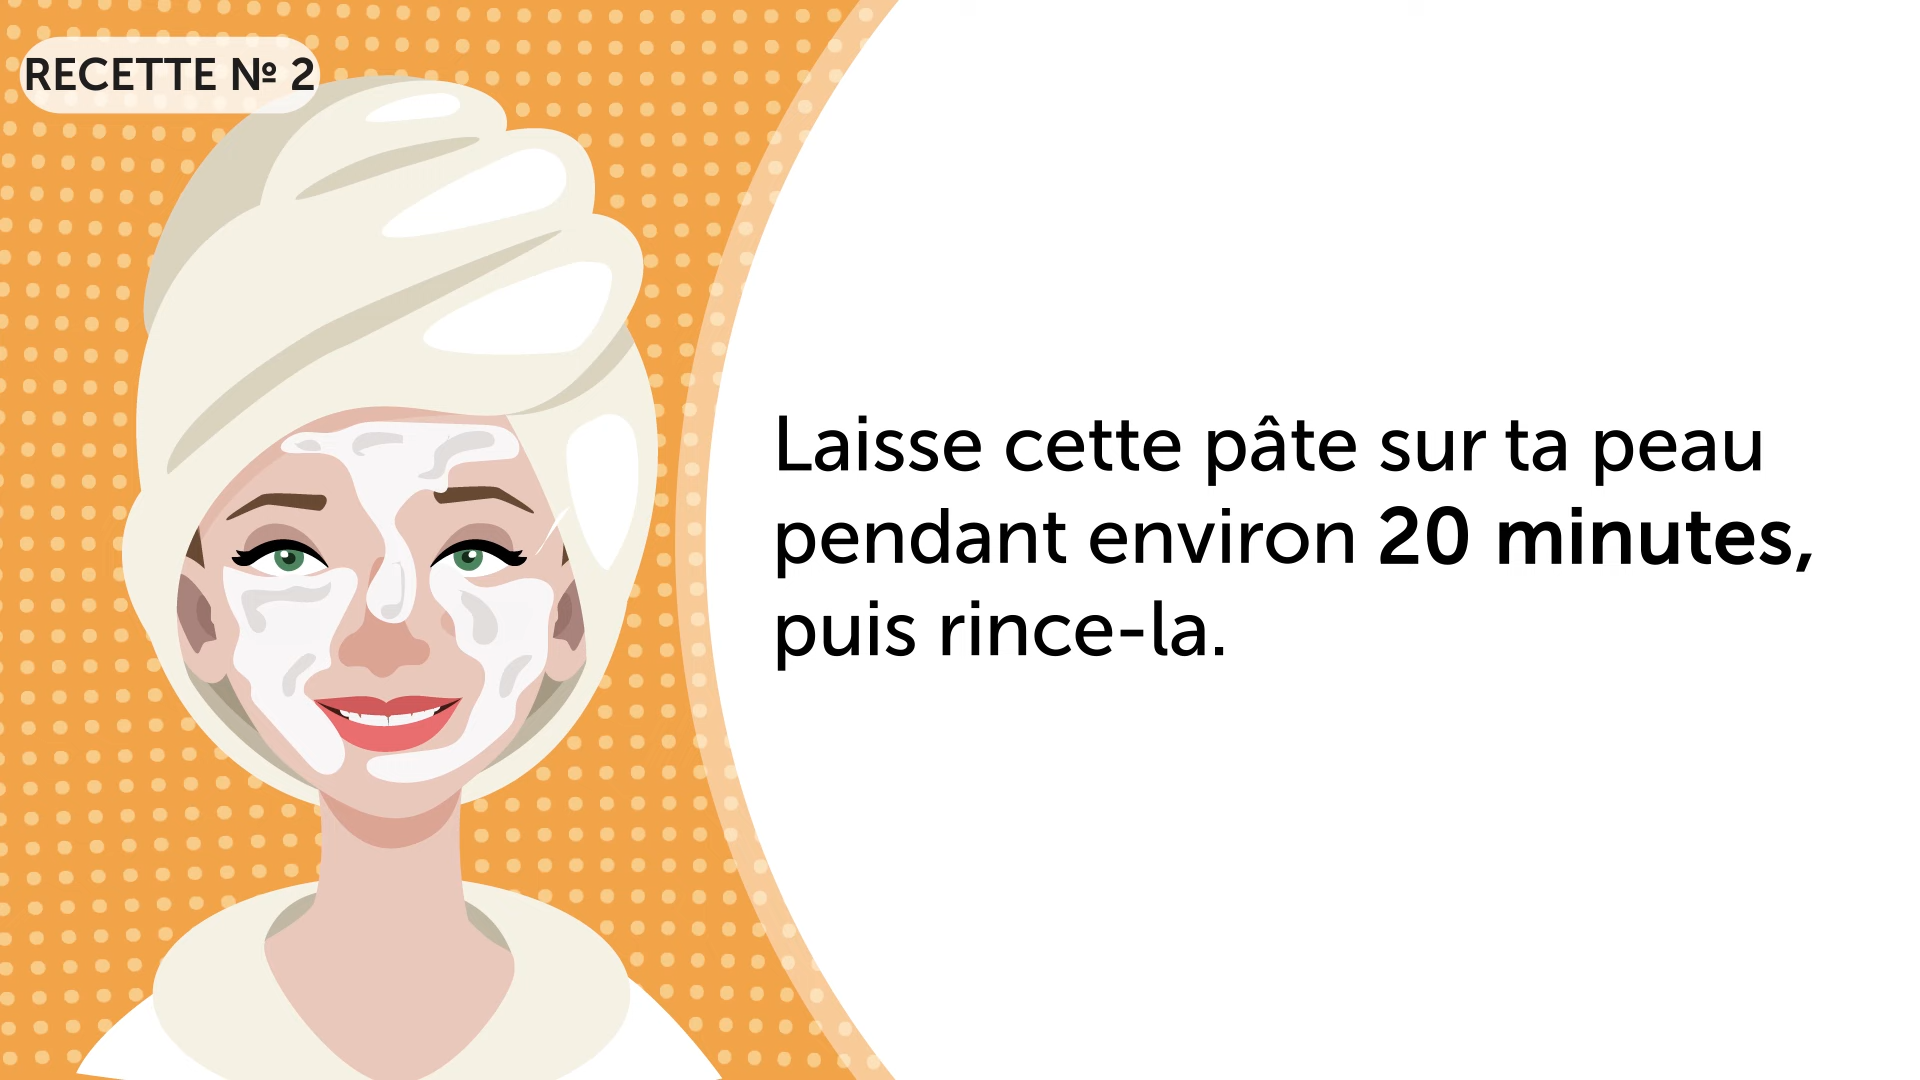 RECETTE № 2
Laisse cette pâte sur ta peau
pendant environ 20 minutes,
puis rince-la.